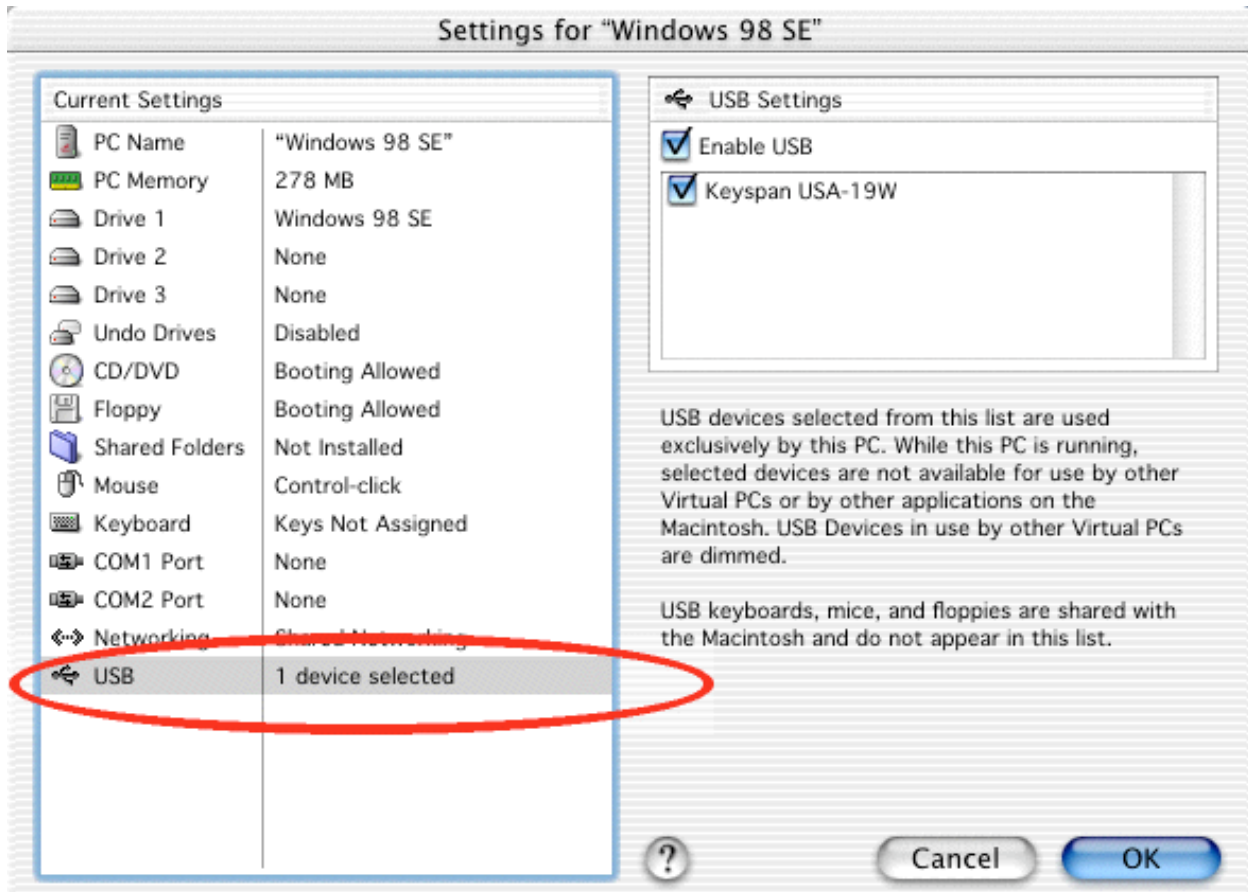 Settings for “Windows 98 SE”
Current Settings
PC Name “Windows 98 SE”
PC Memory 278 MB
Drive 1 Windows 98 SE
Drive 2 None
Drive 3 None
Undo Drives Disabled
CD/DVD Booting Allowed
Floppy Booting Allowed
Shared Folders Not Installed
Mouse Control-click
Keyboard Keys Not Assigned
COM1 Port None
COM2 Port None
Networking Shared Networking
USB 1 device selected
USB Settings
Enable USB
Keyspan USA-19W
USB devices selected from this list are used
exclusively by this PC. While this PC is running,
selected devices are not available for use by other
Virtual PCs or by other applications on the
Macintosh. USB Devices in use by other Virtual PCs
are dimmed.
USB keyboards, mice, and floppies are shared with
the Macintosh and do not appear in this list.
?
Cancel
OK